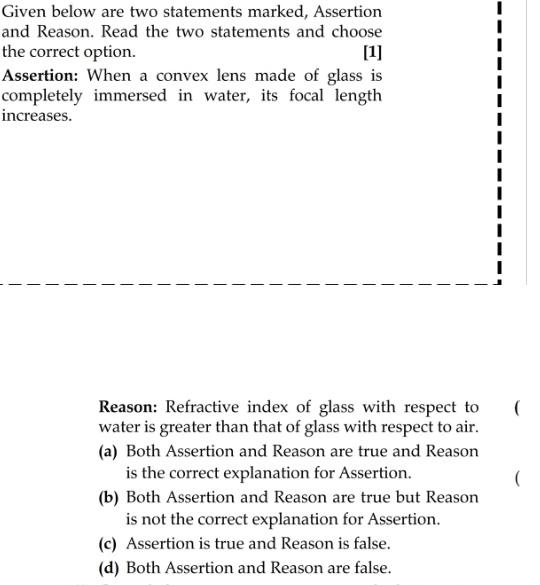 Given below are two statements marked, Assertion
and Reason. Read the two statements and choose
the correct option. [1]
Assertion: When a convex lens made of glass is
completely immersed in water, its focal length
increases.
Reason: Refractive index of glass with respect to
water is greater than that of glass with respect to air.
(a) Both Assertion and Reason are true and Reason
is the correct explanation for Assertion.
(b) Both Assertion and Reason are true but Reason
is not the correct explanation for Assertion.
(c) Assertion is true and Reason is false.
(d) Both Assertion and Reason are false.